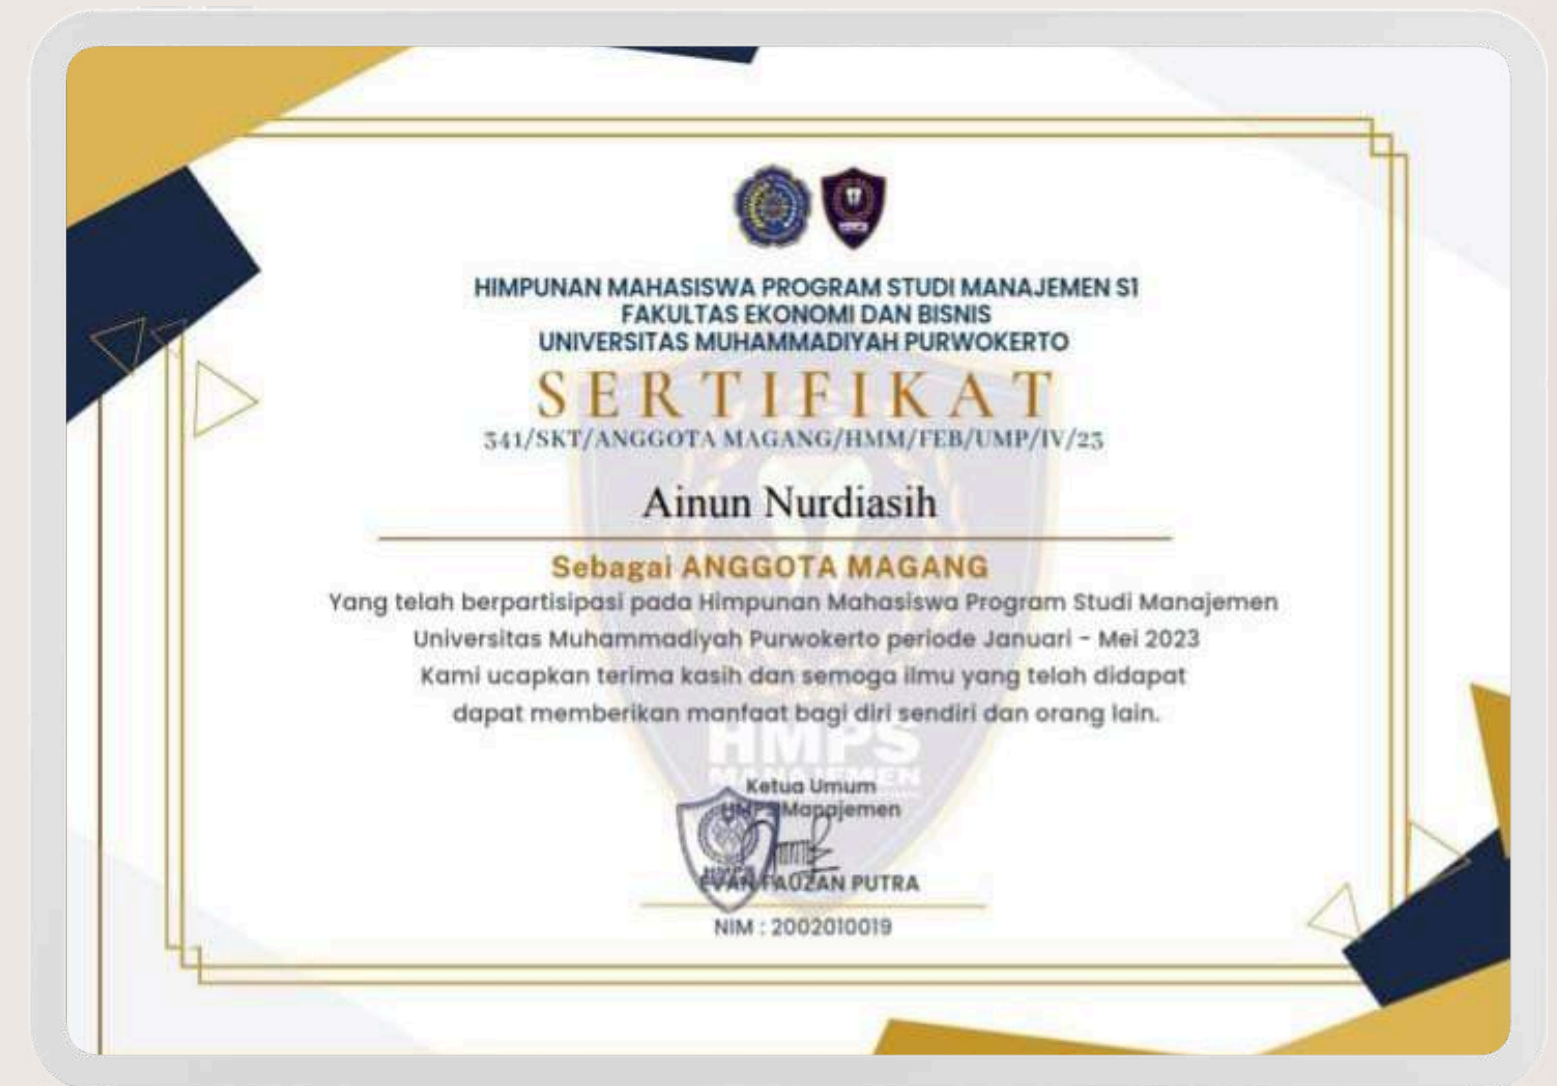 HIMPUNAN MAHASISWA PROGRAM STUDI MANAJEMEN S1
FAKULTAS EKONOMI DAN BISNIS
UNIVERSITAS MUHAMMADIYAH PURWOKERTO
SERTIFIKAT
341/SKT/ANGGOTA MAGANG/HMM/FEB/UMP/IV/23
Ainun Nurdiasih
Sebagai ANGGOTA MAGANG
Yang telah berpartisipasi pada Himpunan Mahasiswa Program Studi Manajemen
Universitas Muhammadiyah Purwokerto periode Januari - Mei 2023
Kami ucapkan terima kasih dan semoga ilmu yang telah didapat
dapat memberikan manfaat bagi diri sendiri dan orang lain.
HMPS
MANAJEMEN
Ketua Umum
HMPS Manajemen
EVAN FAUZAN PUTRA
NIM : 2002010019